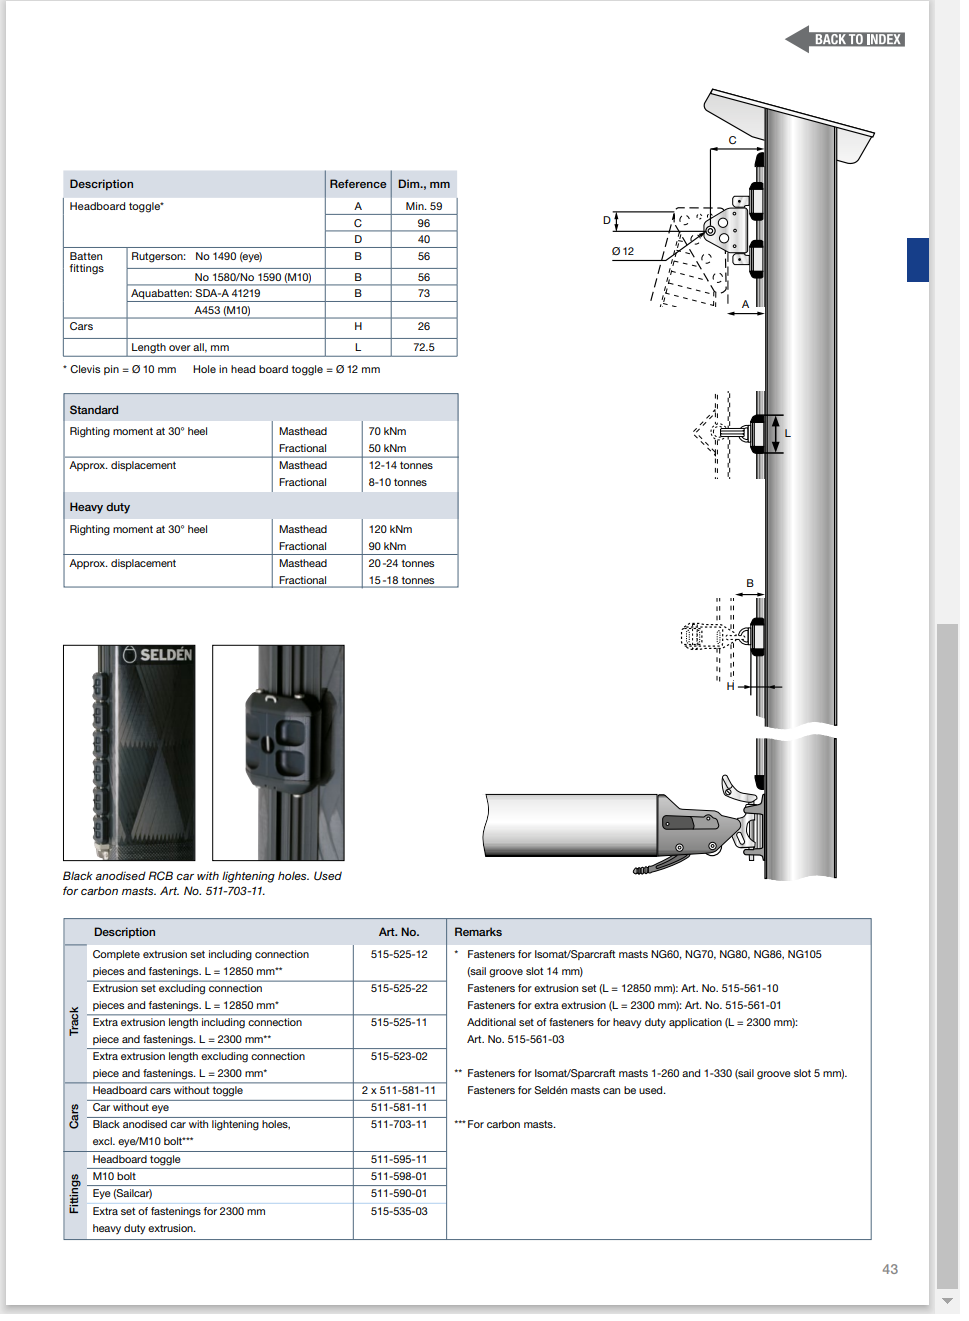 BACK TO INDEX
Description Reference Dim., mm
Headboard toggle* A Min. 59
C 96
D 40
Batten fittings Rutgerson: No 1490 (eye) B 56
No 1580/No 1590 (M10) B 56
Aquabatten: SDA-A 41219 B 73
A453 (M10)
Cars H 26
Length over all, mm L 72.5
* Clevis pin = Ø 10 mm Hole in head board toggle = Ø 12 mm
Standard
Righting moment at 30° heel Masthead 70 kNm
Fractional 50 kNm
Approx. displacement Masthead 12-14 tonnes
Fractional 8-10 tonnes
Heavy duty
Righting moment at 30° heel Masthead 120 kNm
Fractional 90 kNm
Approx. displacement Masthead 20-24 tonnes
Fractional 15-18 tonnes
C
D
Ø 12
A
L
B
H
SELDÉN
Black anodised RCB car with lightening holes. Used
for carbon masts. Art. No. 511-703-11.
Description Art. No. Remarks
Track
Complete extrusion set including connection 515-525-12
pieces and fastenings. L = 12850 mm**
Extrusion set excluding connection 515-525-22
pieces and fastenings. L = 12850 mm*
Extra extrusion length including connection 515-525-11
piece and fastenings. L = 2300 mm**
Extra extrusion length excluding connection 515-523-02
piece and fastenings. L = 2300 mm*
Cars
Headboard cars without toggle 2 x 511-581-11
Car without eye 511-581-11
Black anodised car with lightening holes, 511-703-11
excl. eye/M10 bolt***
Fittings
Headboard toggle 511-595-11
M10 bolt 511-598-01
Eye (Sailcar) 511-590-01
Extra set of fastenings for 2300 mm 515-535-03
heavy duty extrusion.
* Fasteners for Isomat/Sparcraft masts NG60, NG70, NG80, NG86, NG105
(sail groove slot 14 mm)
Fasteners for extrusion set (L = 12850 mm): Art. No. 515-561-10
Fasteners for extra extrusion (L = 2300 mm): Art. No. 515-561-01
Additional set of fasteners for heavy duty application (L = 2300 mm):
Art. No. 515-561-03
** Fasteners for Isomat/Sparcraft masts 1-260 and 1-330 (sail groove slot 5 mm).
Fasteners for Seldén masts can be used.
*** For carbon masts.
43